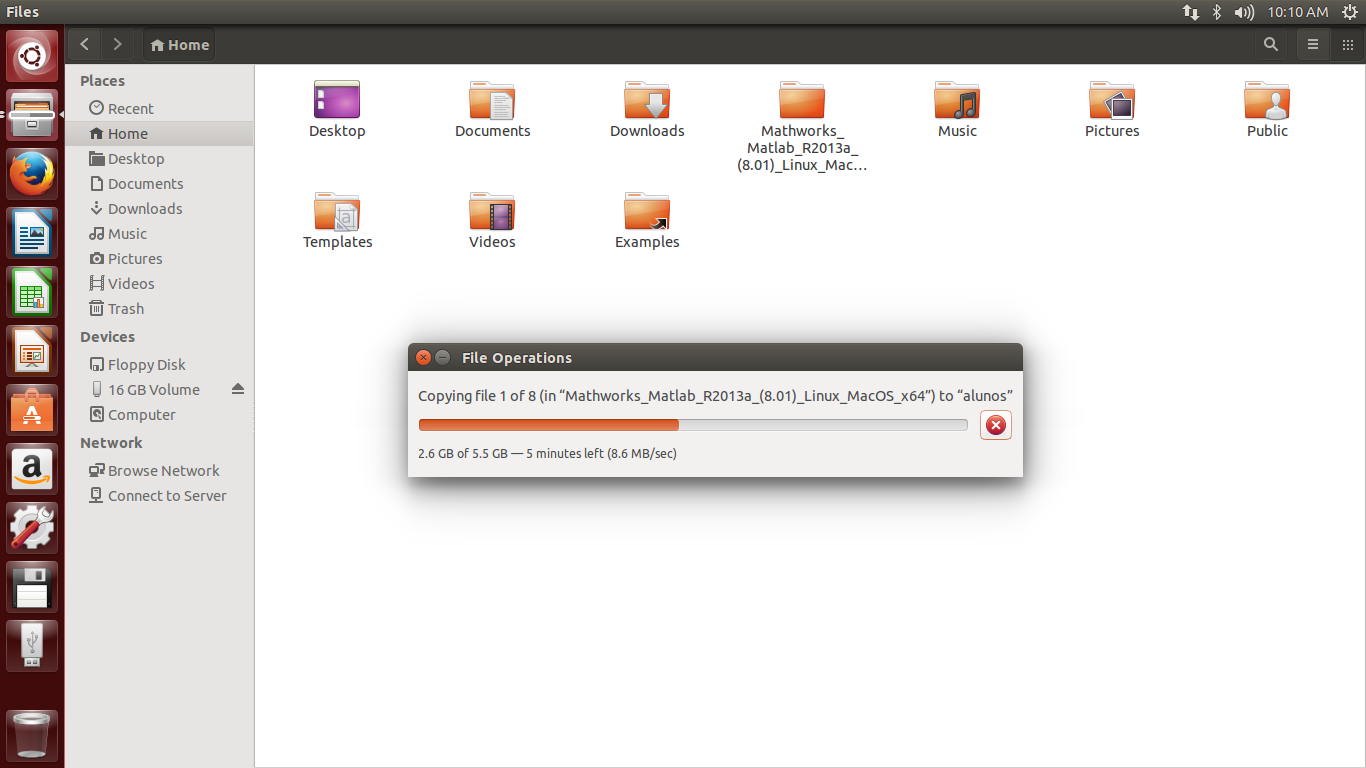 Files
10:10 AM
Home
Places
Recent
Home
Desktop
Documents
Downloads
Music
Pictures
Videos
Trash
Devices
Floppy Disk
16 GB Volume
Computer
Network
Browse Network
Connect to Server
Desktop
Documents
Downloads
Mathworks_
Matlab_R2013a_
(8.01)_Linux_Mac…
Music
Pictures
Public
Templates
Videos
Examples
File Operations
Copying file 1 of 8 (in “Mathworks_Matlab_R2013a_(8.01)_Linux_MacOS_x64”) to “alunos”
2.6 GB of 5.5 GB — 5 minutes left (8.6 MB/sec)